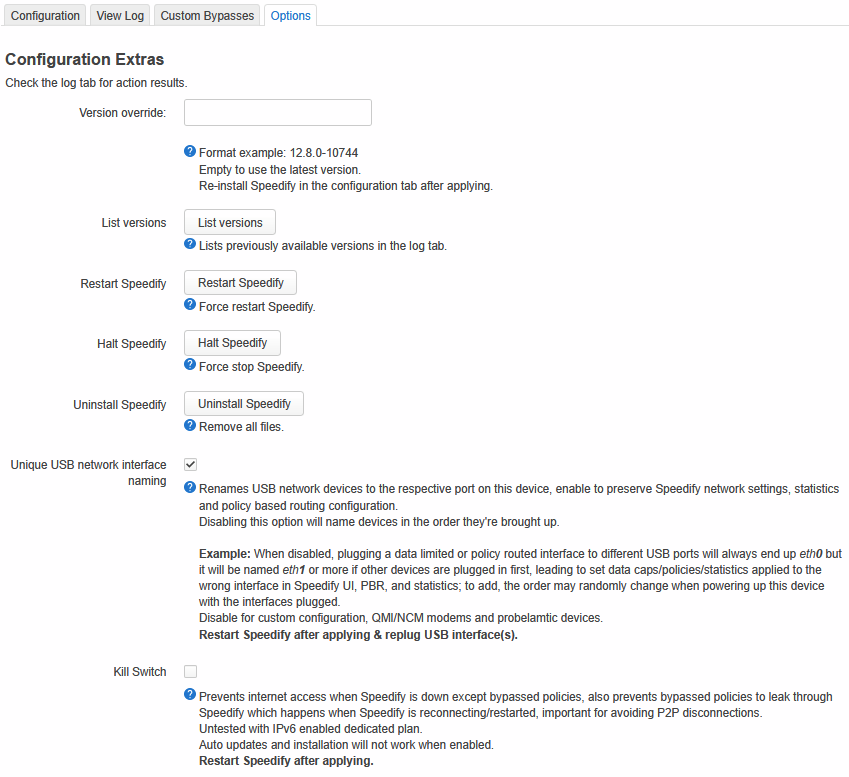 Configuration View Log Custom Bypasses Options
Configuration Extras
Check the log tab for action results.
Version override:
Format example: 12.8.0-10744
Empty to use the latest version.
Re-install Speedify in the configuration tab after applying.
List versions List versions
Lists previously available versions in the log tab.
Restart Speedify Restart Speedify
Force restart Speedify.
Halt Speedify Halt Speedify
Force stop Speedify.
Uninstall Speedify Uninstall Speedify
Remove all files.
Unique USB network interface
naming
Renames USB network devices to the respective port on this device, enable to preserve Speedify network settings, statistics
and policy based routing configuration.
Disabling this option will name devices in the order they're brought up.
Example: When disabled, plugging a data limited or policy routed interface to different USB ports will always end up eth0 but
it will be named eth1 or more if other devices are plugged in first, leading to set data caps/policies/statistics applied to the
wrong interface in Speedify UI, PBR, and statistics; to add, the order may randomly change when powering up this device
with the interfaces plugged.
Disable for custom configuration, QMI/NCM modems and probelamtic devices.
Restart Speedify after applying & replug USB interface(s).
Kill Switch
Prevents internet access when Speedify is down except bypassed policies, also prevents bypassed policies to leak through
Speedify which happens when Speedify is reconnecting/restarted, important for avoiding P2P disconnections.
Untested with IPv6 enabled dedicated plan.
Auto updates and installation will not work when enabled.
Restart Speedify after applying.